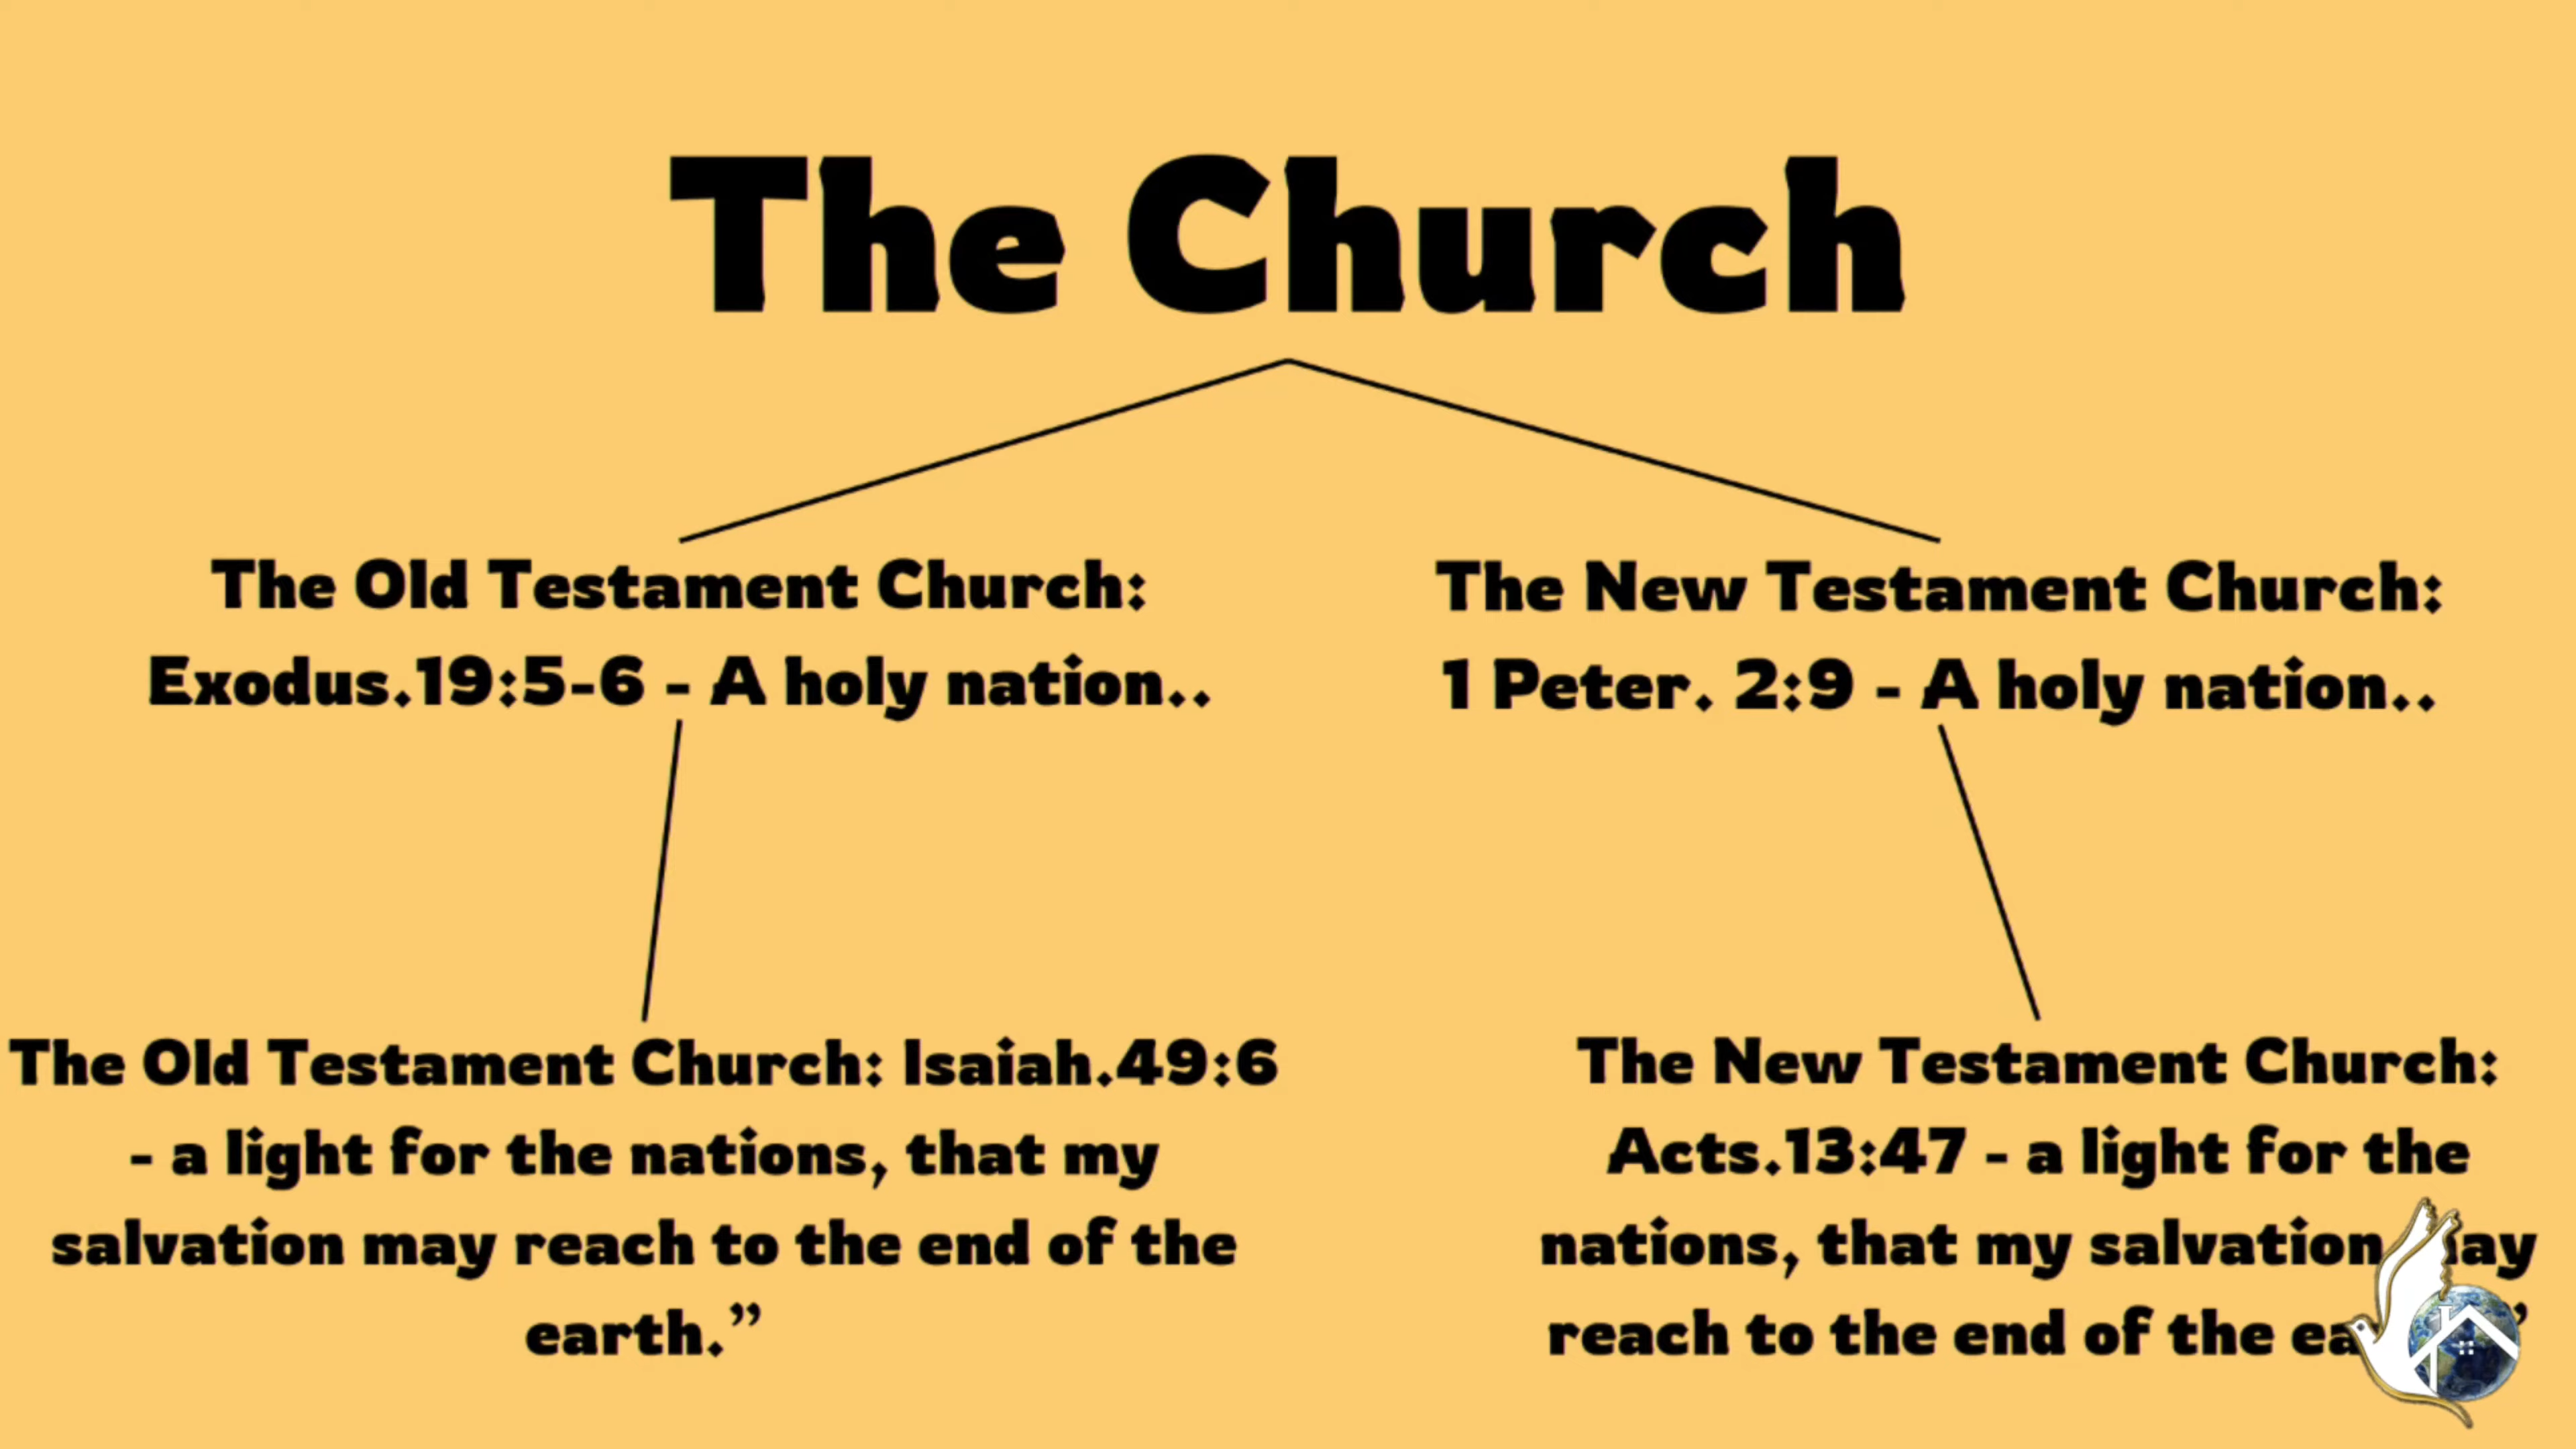 The Church
The Old Testament Church:
Exodus.19:5-6 - A holy nation..
The New Testament Church:
1 Peter. 2:9 - A holy nation..
The Old Testament Church: Isaiah.49:6
- a light for the nations, that my
salvation may reach to the end of the
earth.”
The New Testament Church:
Acts.13:47 - a light for the
nations, that my salvation
reach to the end of the